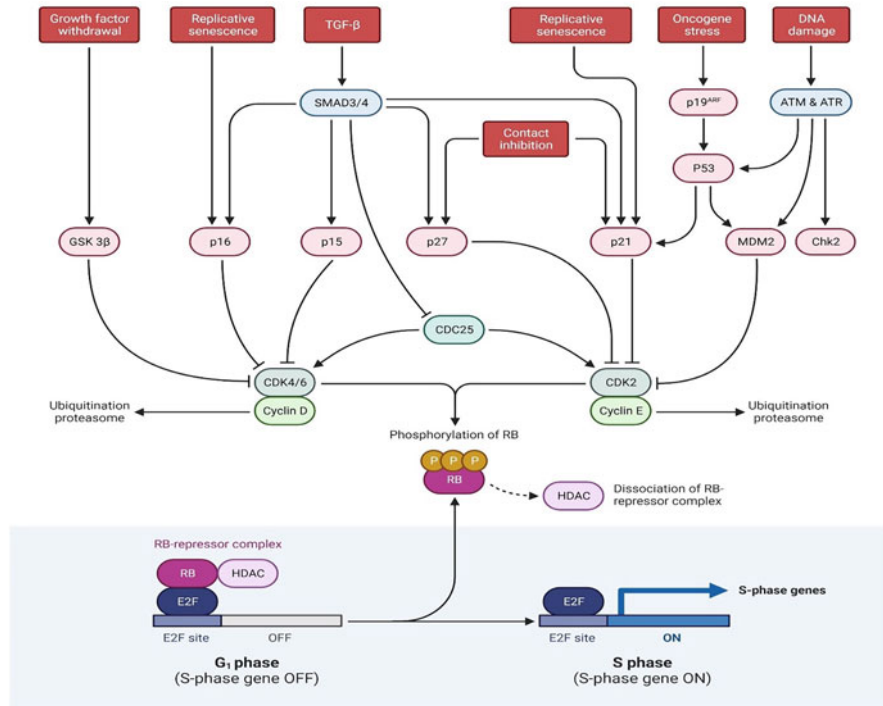 Growth factor
withdrawal
Replicative
senescence
TGF-β
Replicative
senescence
Oncogene
stress
DNA
damage
SMAD3/4
p19ARF
ATM & ATR
Contact
inhibition
P53
GSK 3β
p16
p15
p27
p21
MDM2
Chk2
CDC25
CDK4/6
CDK2
Cyclin D
Cyclin E
Ubiquitination
proteasome
Ubiquitination
proteasome
Phosphorylation of RB
P P P
RB
HDAC
Dissociation of RB-
repressor complex
RB-repressor complex
RB
HDAC
E2F
E2F
S-phase genes
E2F site
OFF
E2F site
ON
G₁ phase
(S-phase gene OFF)
S phase
(S-phase gene ON)